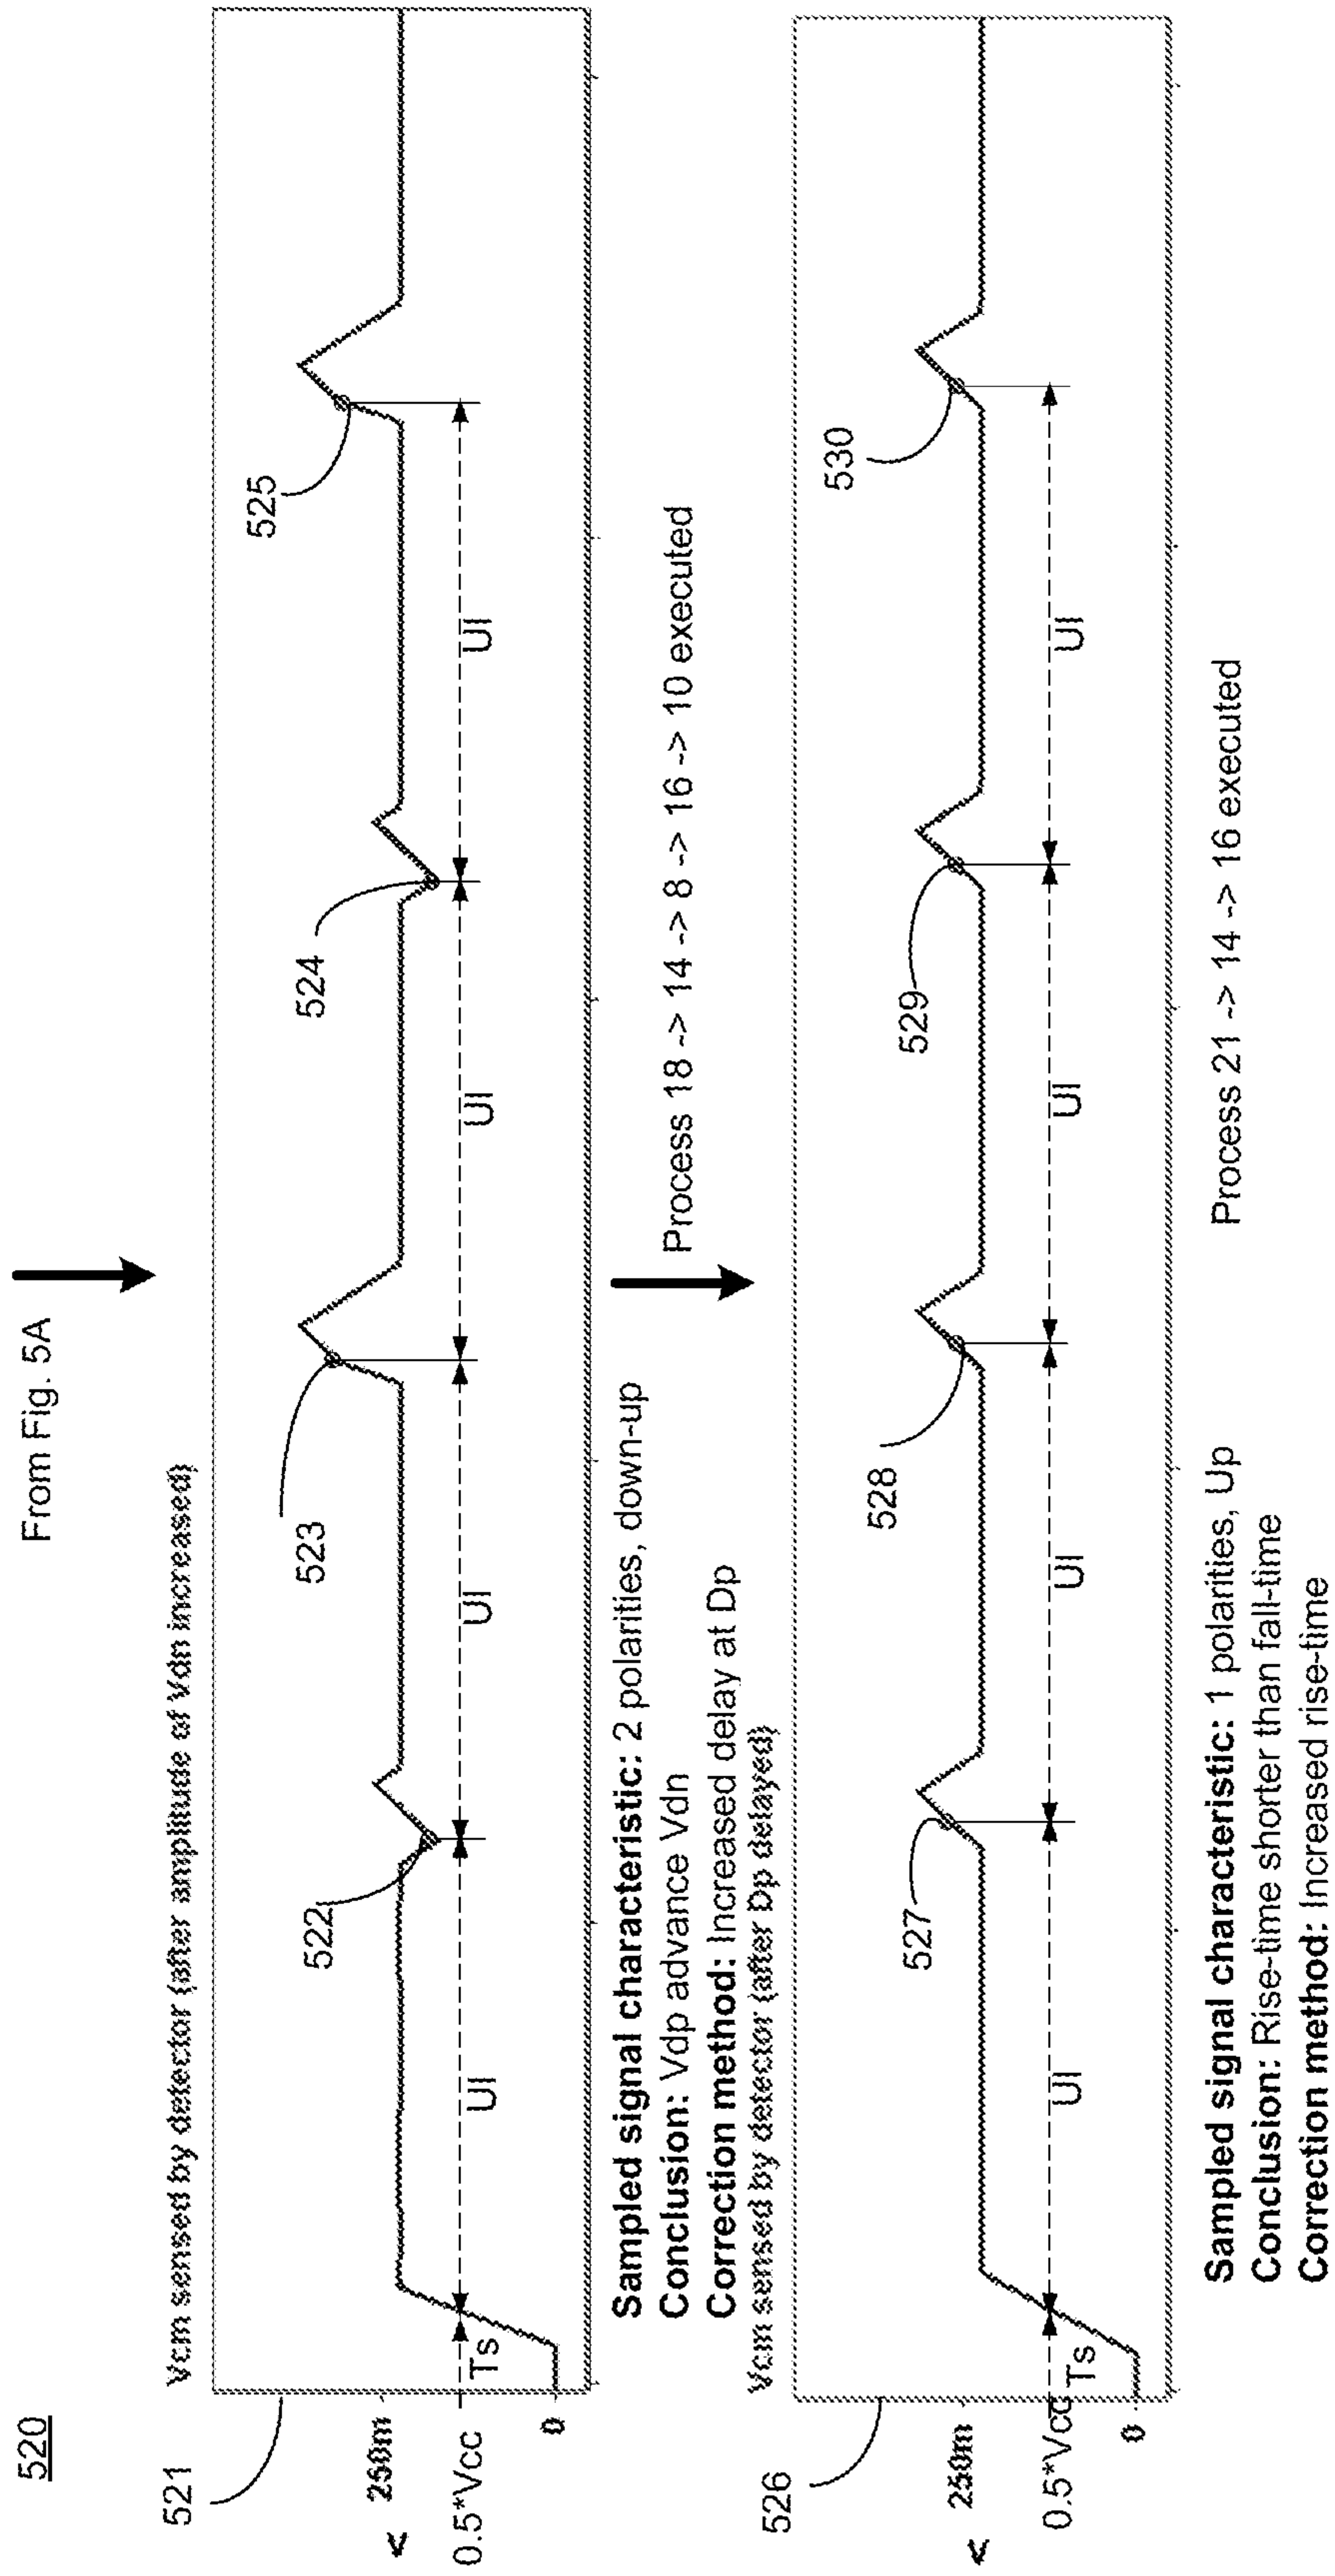 520
From Fig. 5A
Vcm sensed by detector (after amplitude of Vdn increased)
521
522
523
524
525
V
250m
0.5*Vcc
0
Ts
UI
UI
UI
UI
Sampled signal characteristic: 2 polarities, down-up
Conclusion: Vdp advance Vdn
Correction method: Increased delay at Dp
Process 18 -> 14 -> 8 -> 16 -> 10 executed
Vcm sensed by detector (after Dp delayed)
526
527
528
529
530
V
250m
0.5*Vcc
0
Ts
UI
UI
UI
UI
Sampled signal characteristic: 1 polarities, Up
Conclusion: Rise-time shorter than fall-time
Correction method: Increased rise-time
Process 21 -> 14 -> 16 executed